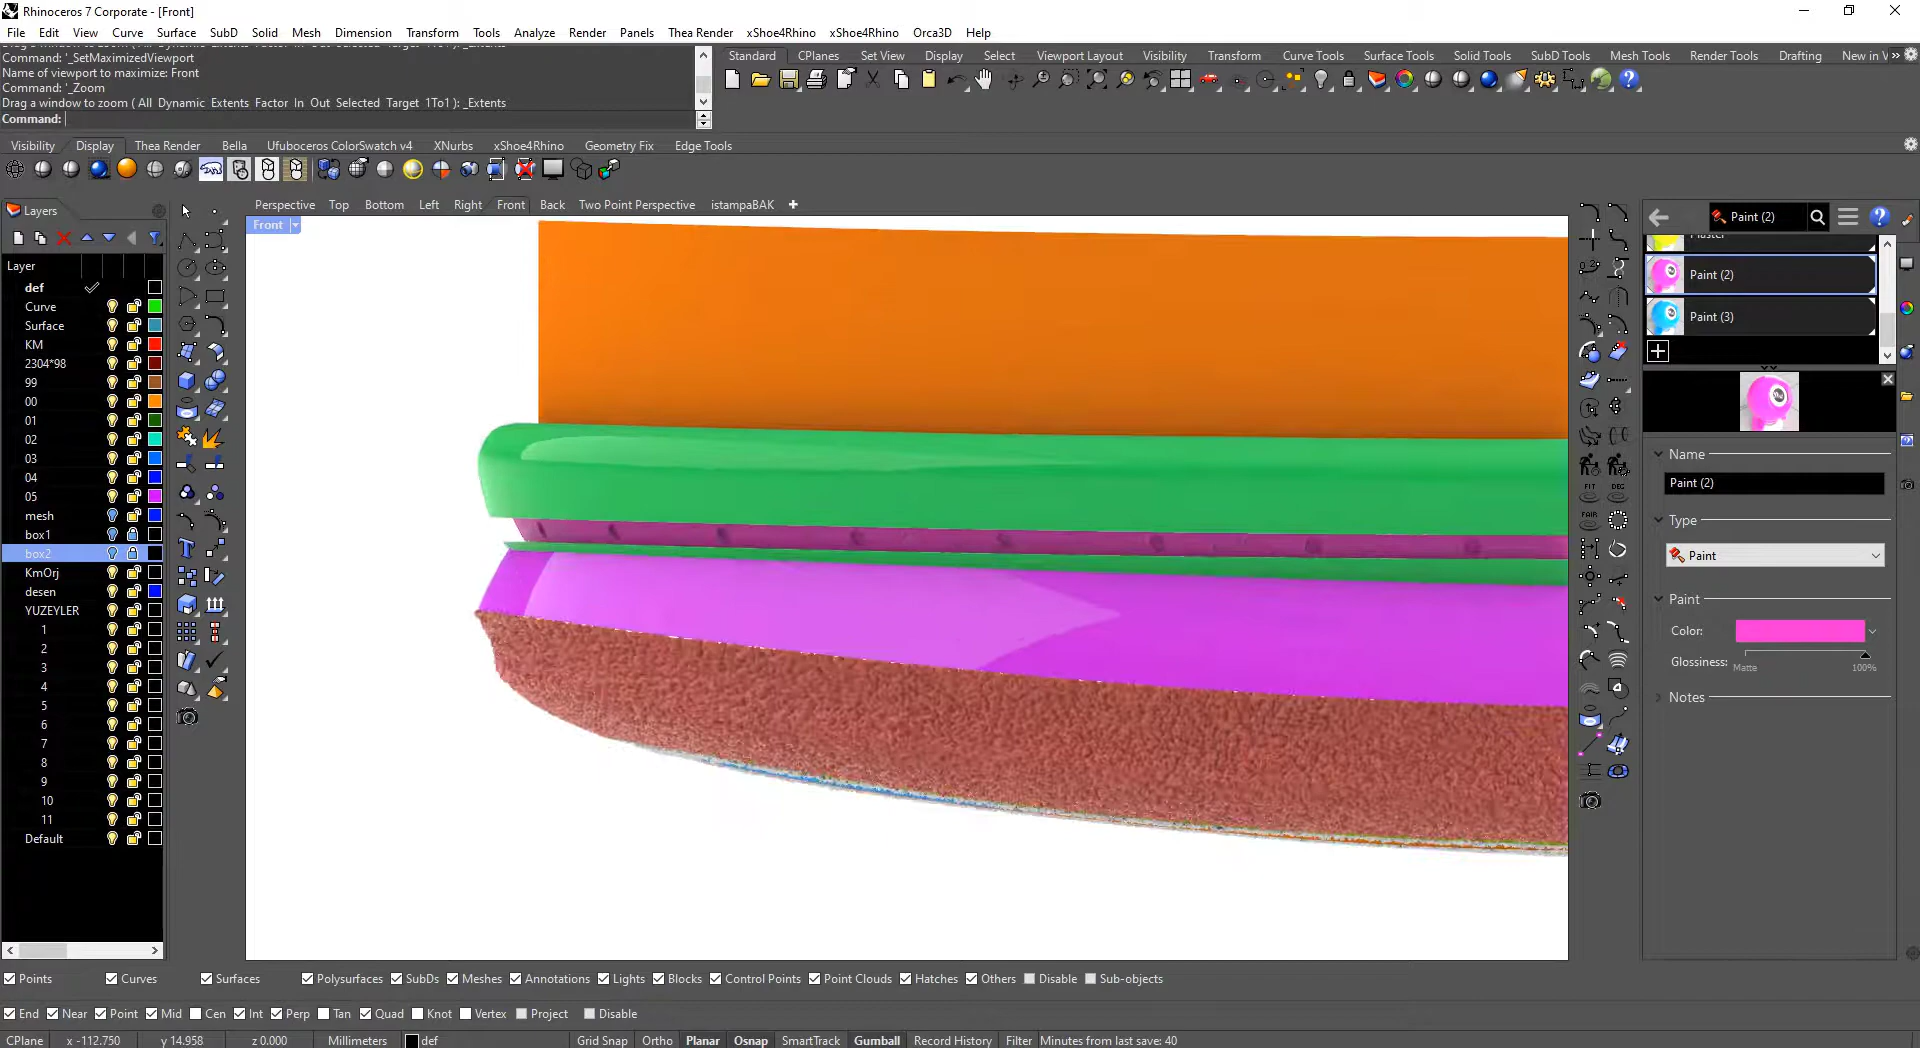 Rhinoceros 7 Corporate - [Front]
File Edit View Curve Surface SubD Solid Mesh Dimension Transform Tools Analyze Render Panels Thea Render xShoe4Rhino xShoe4Rhino Orca3D Help
Command: '_SetMaximizedViewport
Name of viewport to maximize: Front
Command: '_Zoom
Drag a window to zoom ( All Dynamic Extents Factor In Out Selected Target 1To1 ): _Extents
Command:
Standard CPlanes Set View Display Select Viewport Layout Visibility Transform Curve Tools Surface Tools Solid Tools SubD Tools Mesh Tools Render Tools Drafting New in V
Visibility Display Thea Render Bella Ufuboceros ColorSwatch v4 XNurbs xShoe4Rhino Geometry Fix Edge Tools
Layers
Perspective Top Bottom Left Right Front Back Two Point Perspective istampaBAK
Front
Layer
def
Curve
Surface
KM
2304*98
99
00
01
02
03
04
05
mesh
box1
box2
KmOrj
desen
YUZEYLER
1
2
3
4
5
6
7
8
9
10
11
Default
FIT DEG
FAIR
Paint (2)
Paint (2)
Paint (3)
Name
Paint (2)
Type
Paint
Paint
Color:
Glossiness: Matte 100%
Notes
Points Curves Surfaces Polysurfaces SubDs Meshes Annotations Lights Blocks Control Points Point Clouds Hatches Others Disable Sub-objects
End Near Point Mid Cen Int Perp Tan Quad Knot Vertex Project Disable
CPlane x -112.750 y 14.958 z 0.000 Millimeters def Grid Snap Ortho Planar Osnap SmartTrack Gumball Record History Filter Minutes from last save: 40